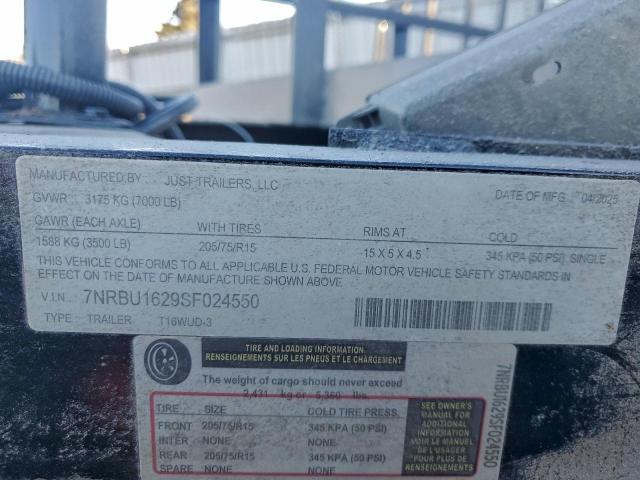 MANUFACTURED BY JUST TRAILERS, LLC DATE OF MFG 04/2025
GVWR 3175 KG (7000 LB)
GAWR (EACH AXLE) WITH TIRES RIMS AT COLD
1588 KG (3500 LB) 205/75/R15 15 X 5 X 4.5 345 KPA (50 PSI) SINGLE
THIS VEHICLE CONFORMS TO ALL APPLICABLE U.S. FEDERAL MOTOR VEHICLE SAFETY STANDARDS IN
EFFECT ON THE DATE OF MANUFACTURE SHOWN ABOVE
V.I.N. 7NRBU1629SF024550
TYPE TRAILER T16WUD-3
TIRE AND LOADING INFORMATION
RENSEIGNEMENTS SUR LES PNEUS ET LE CHARGEMENT
The weight of cargo should never exceed
2,431 kg or 5,360 lbs.
TIRE SIZE COLD TIRE PRESS.
FRONT 205/75/R15 345 KPA (50 PSI)
INTER NONE NONE
REAR 205/75/R15 345 KPA (50 PSI)
SPARE NONE NONE
SEE OWNER'S
MANUAL FOR
ADDITIONAL
INFORMATION
VOIR LE MANUEL
DE L'USAGER
POUR PLUS DE
RENSEIGNEMENTS
7NRBU1629SF024550